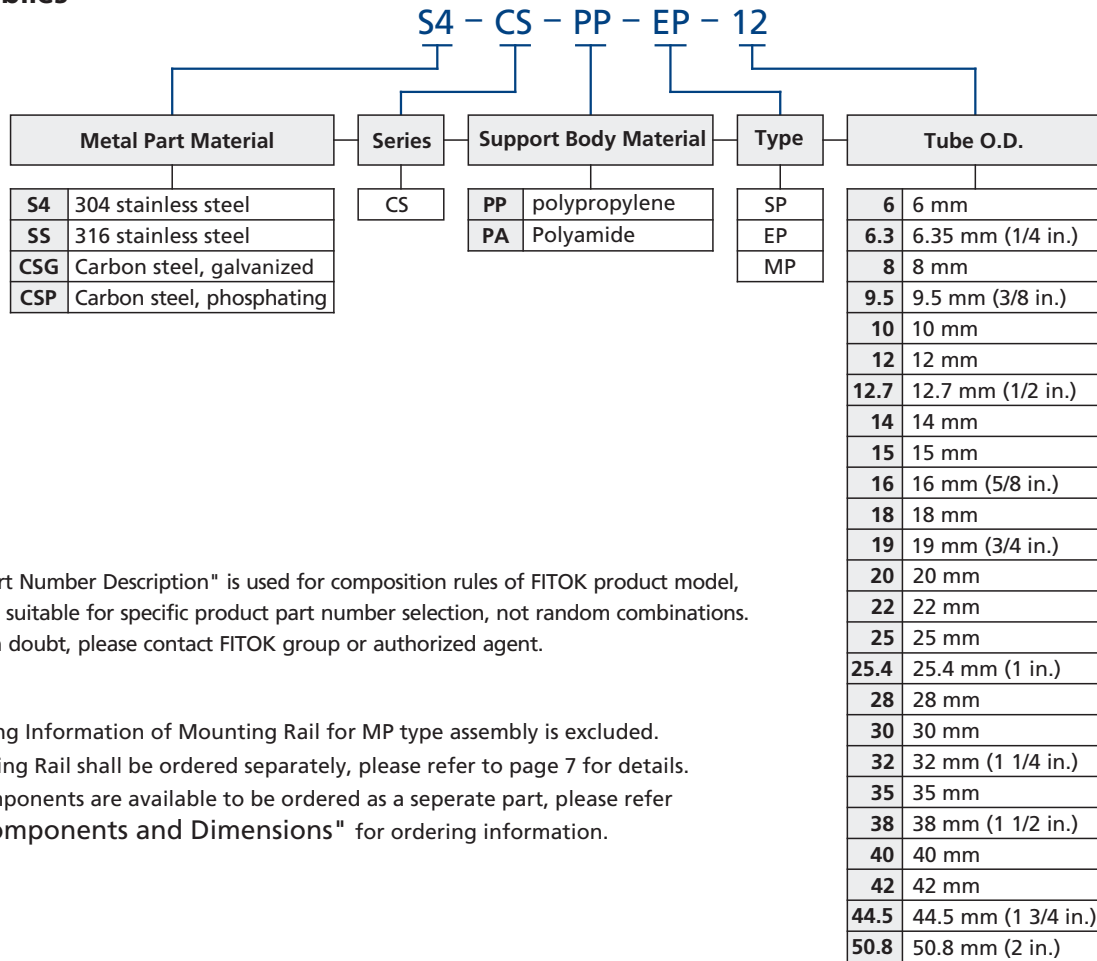 S4 – CS – PP – EP – 12
Metal Part Material
S4 304 stainless steel
SS 316 stainless steel
CSG Carbon steel, galvanized
CSP Carbon steel, phosphating
Series
CS
Support Body Material
PP polypropylene
PA Polyamide
Type
SP
EP
MP
Tube O.D.
6 6 mm
6.3 6.35 mm (1/4 in.)
8 8 mm
9.5 9.5 mm (3/8 in.)
10 10 mm
12 12 mm
12.7 12.7 mm (1/2 in.)
14 14 mm
15 15 mm
16 16 mm (5/8 in.)
18 18 mm
19 19 mm (3/4 in.)
20 20 mm
22 22 mm
25 25 mm
25.4 25.4 mm (1 in.)
28 28 mm
30 30 mm
32 32 mm (1 1/4 in.)
35 35 mm
38 38 mm (1 1/2 in.)
40 40 mm
42 42 mm
44.5 44.5 mm (1 3/4 in.)
50.8 50.8 mm (2 in.)
Number Description" is used for composition rules of FITOK product model,
suitable for specific product part number selection, not random combinations.
doubt, please contact FITOK group or authorized agent.
Information of Mounting Rail for MP type assembly is excluded.
Rail shall be ordered separately, please refer to page 7 for details.
are available to be ordered as a seperate part, please refer
and Dimensions" for ordering information.